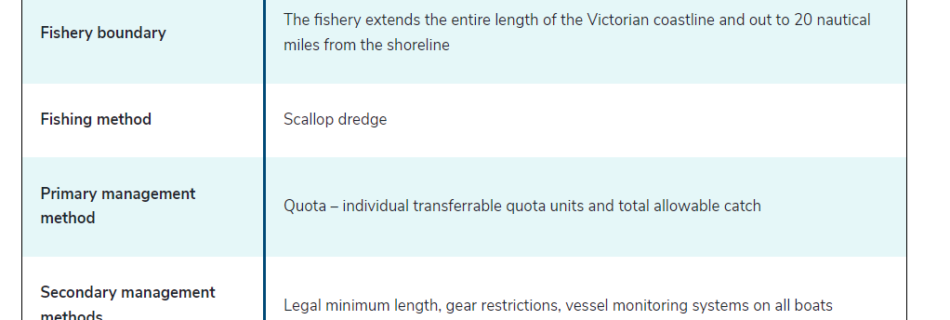 Fishery boundary
The fishery extends the entire length of the Victorian coastline and out to 20 nautical
miles from the shoreline
Fishing method
Scallop dredge
Primary management
method
Quota – individual transferrable quota units and total allowable catch
Secondary management
methods
Legal minimum length, gear restrictions, vessel monitoring systems on all boats